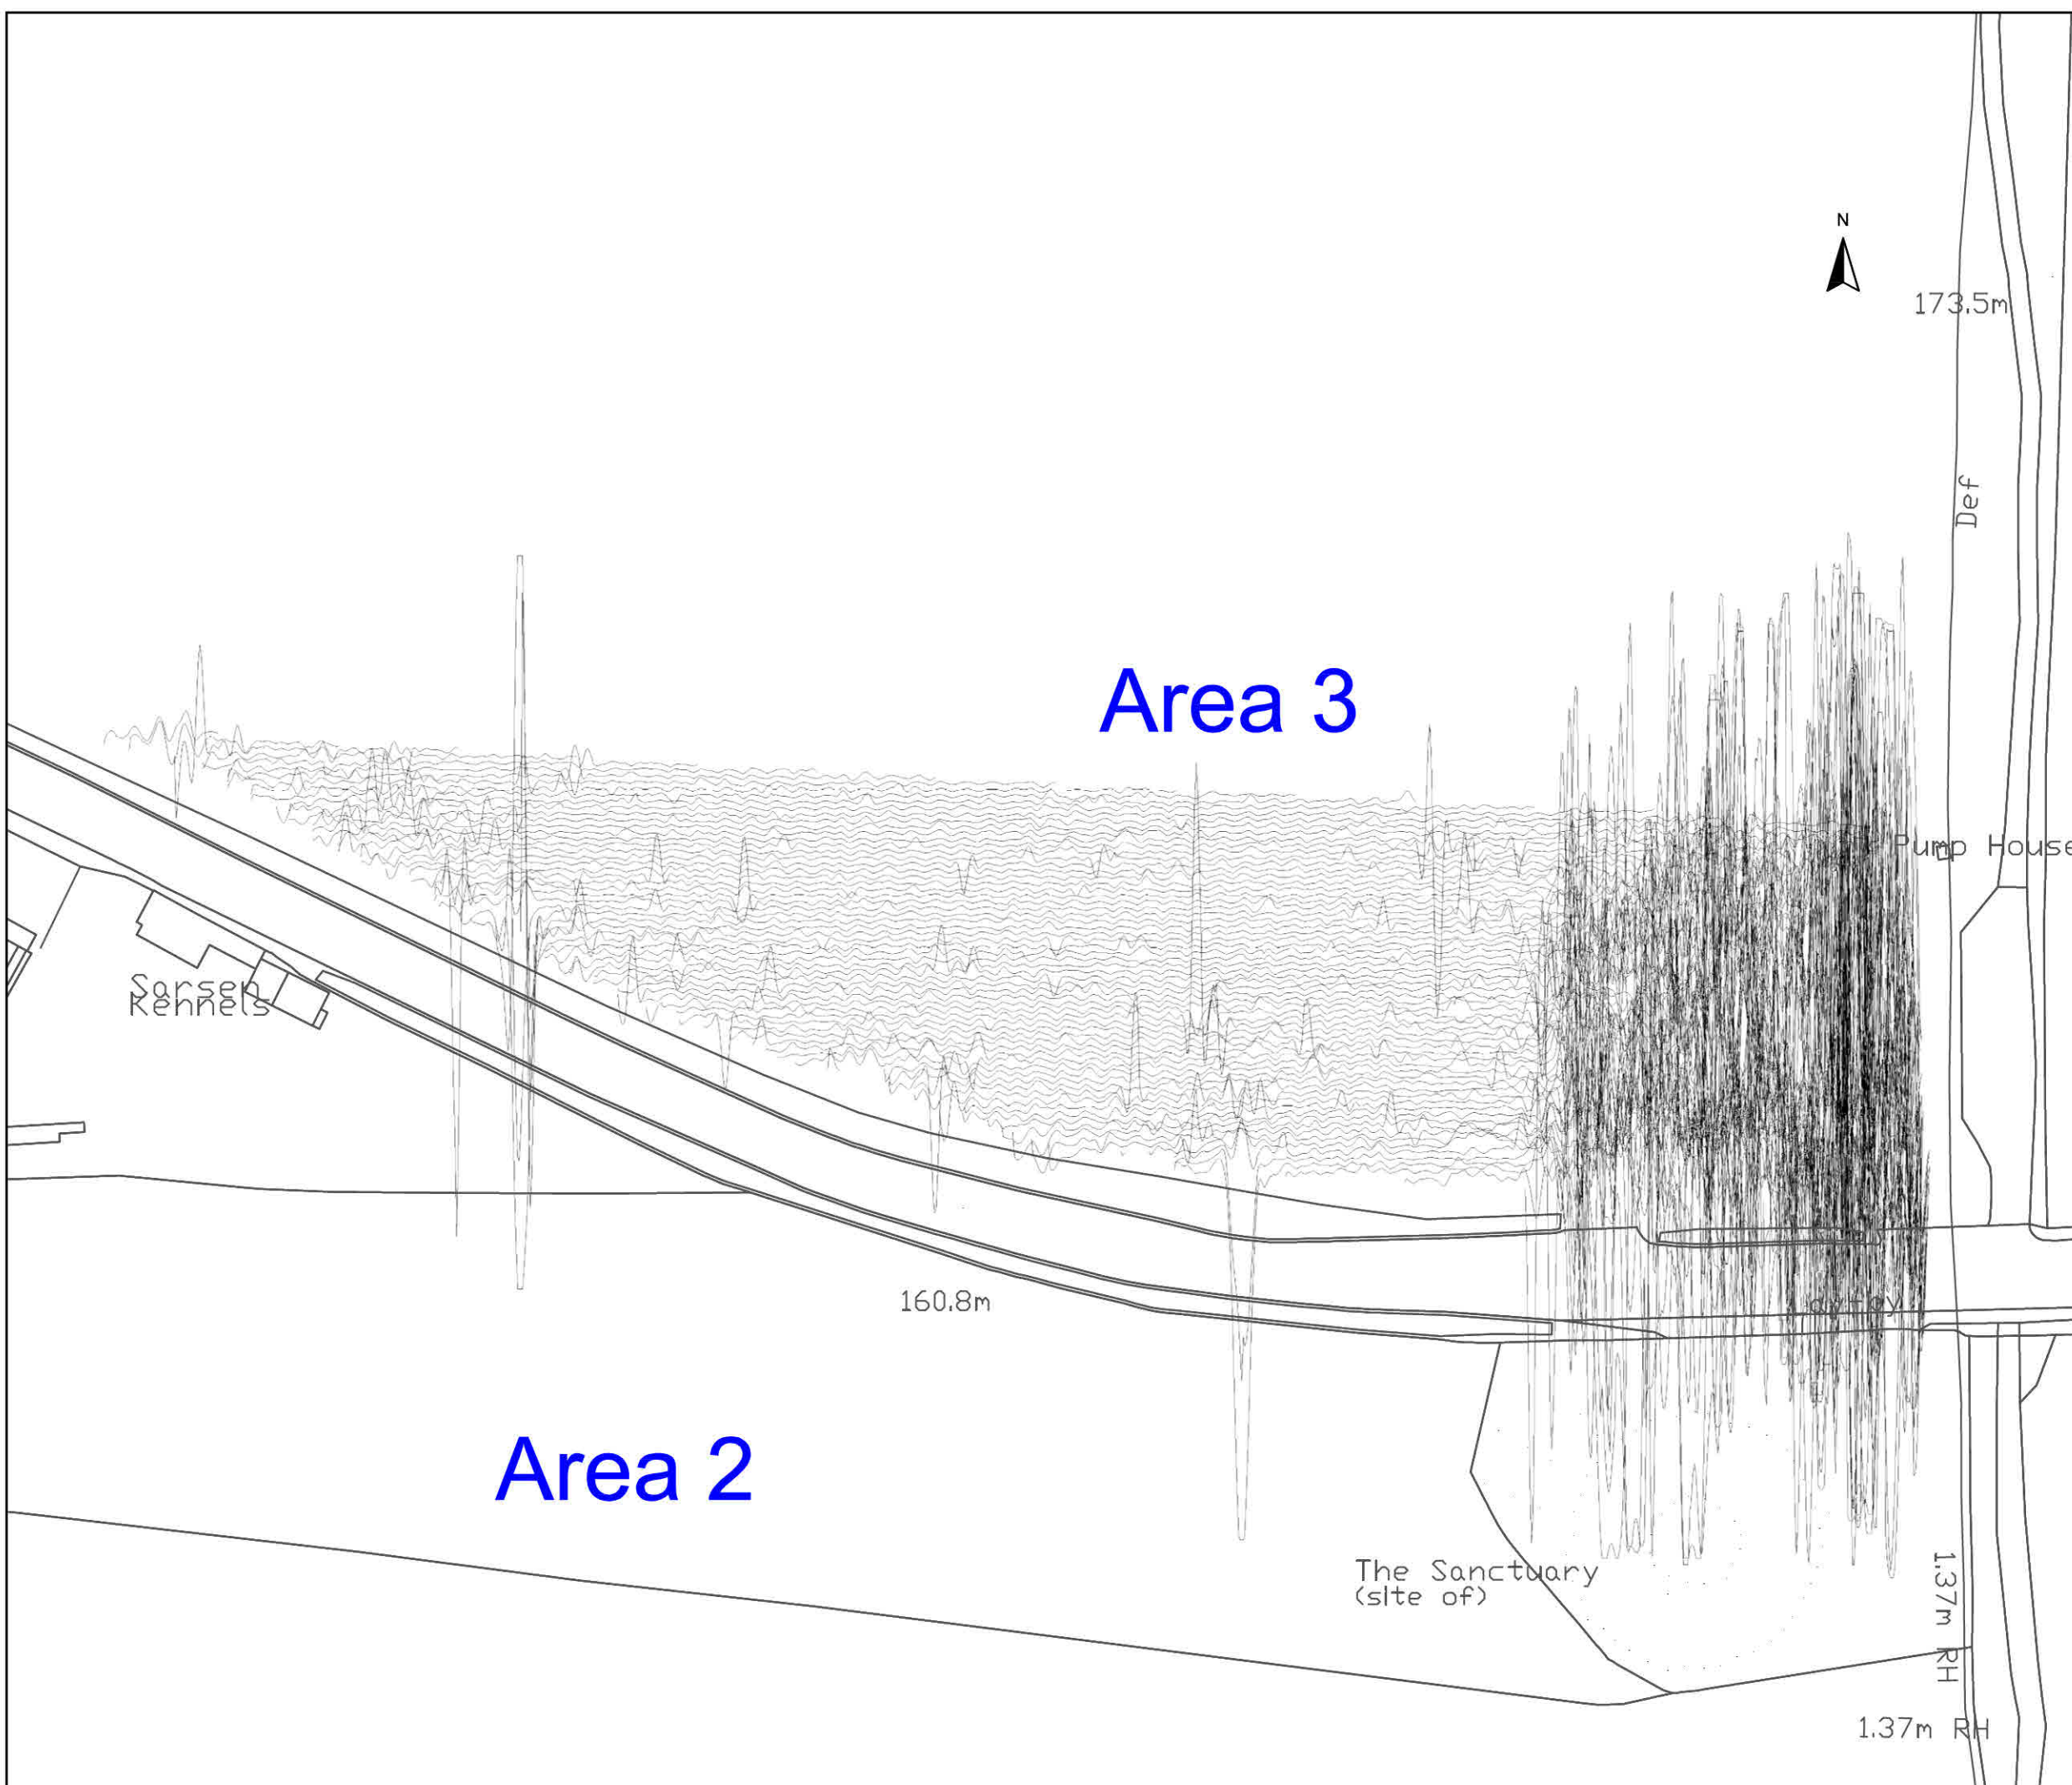 N
173.5m
Def
Area 3
Pump House
Sarsen
Kennels
160.8m
Area 2
The Sanctuary
(site of)
1.37m RH
1.37m RH